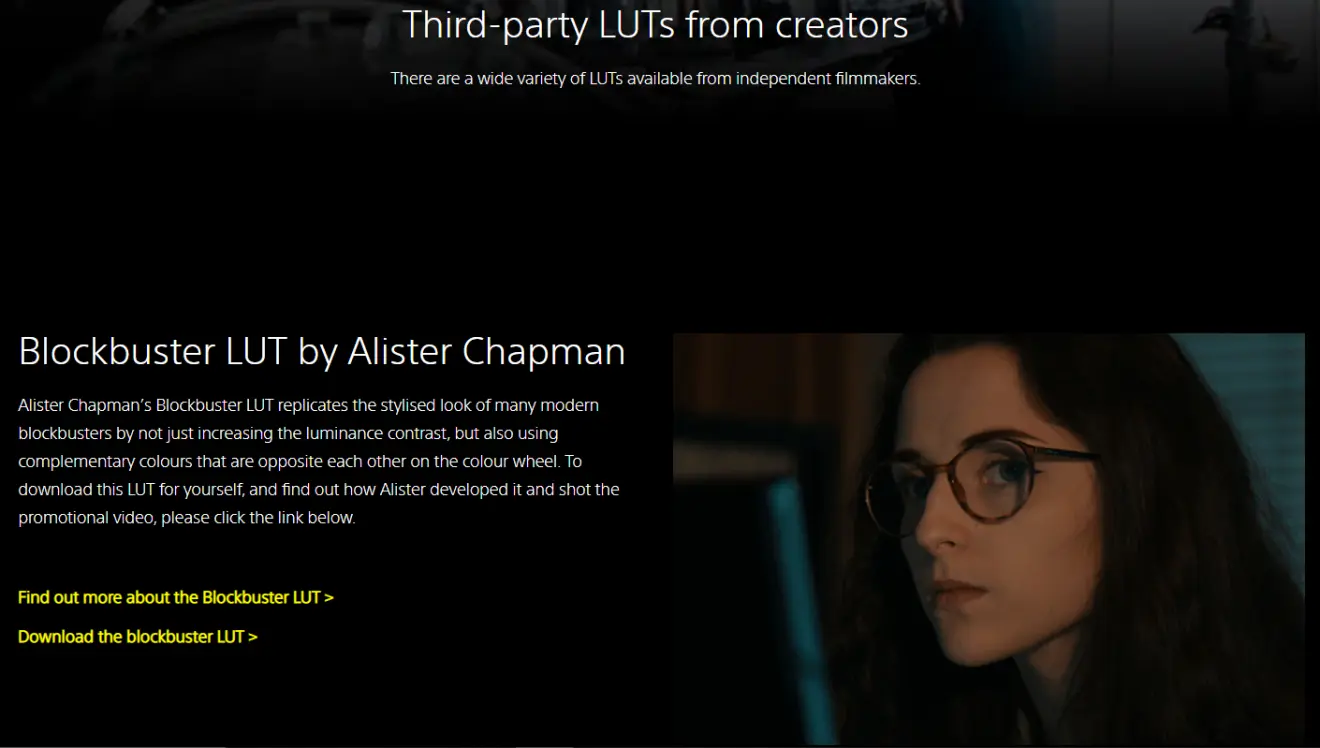 Third-party LUTs from creators
There are a wide variety of LUTs available from independent filmmakers.
Blockbuster LUT by Alister Chapman
Alister Chapman’s Blockbuster LUT replicates the stylised look of many modern
blockbusters by not just increasing the luminance contrast, but also using
complementary colours that are opposite each other on the colour wheel. To
download this LUT for yourself, and find out how Alister developed it and shot the
promotional video, please click the link below.
Find out more about the Blockbuster LUT >
Download the blockbuster LUT >